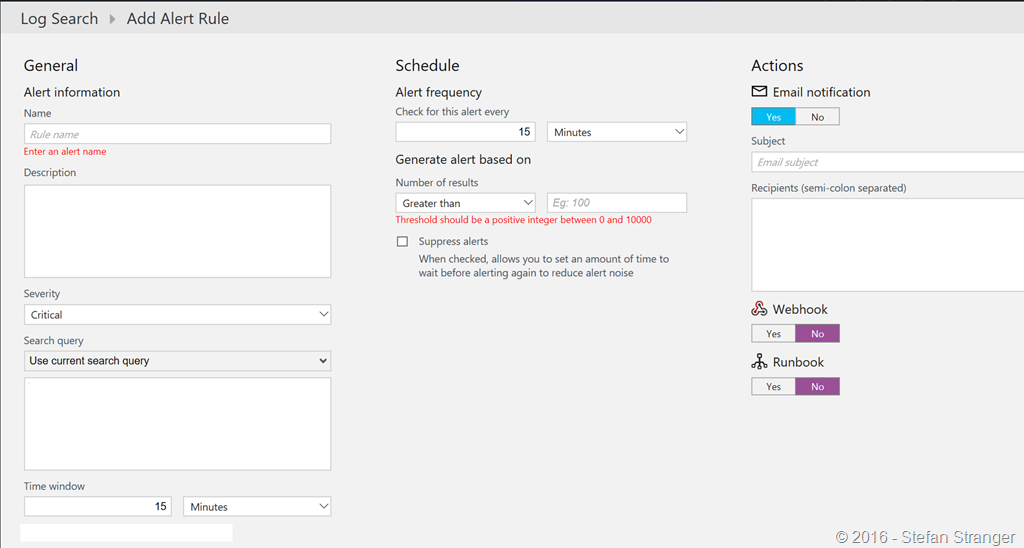 Log Search Add Alert Rule
General
Alert information
Name
Rule name
Enter an alert name
Description
Severity
Critical
Search query
Use current search query
Time window
15 Minutes
Schedule
Alert frequency
Check for this alert every
15 Minutes
Generate alert based on
Number of results
Greater than Eg: 100
Threshold should be a positive integer between 0 and 10000
Suppress alerts
When checked, allows you to set an amount of time to
wait before alerting again to reduce alert noise
Actions
Email notification
Yes No
Subject
Email subject
Recipients (semi-colon separated)
Webhook
Yes No
Runbook
Yes No
© 2016 - Stefan Stranger